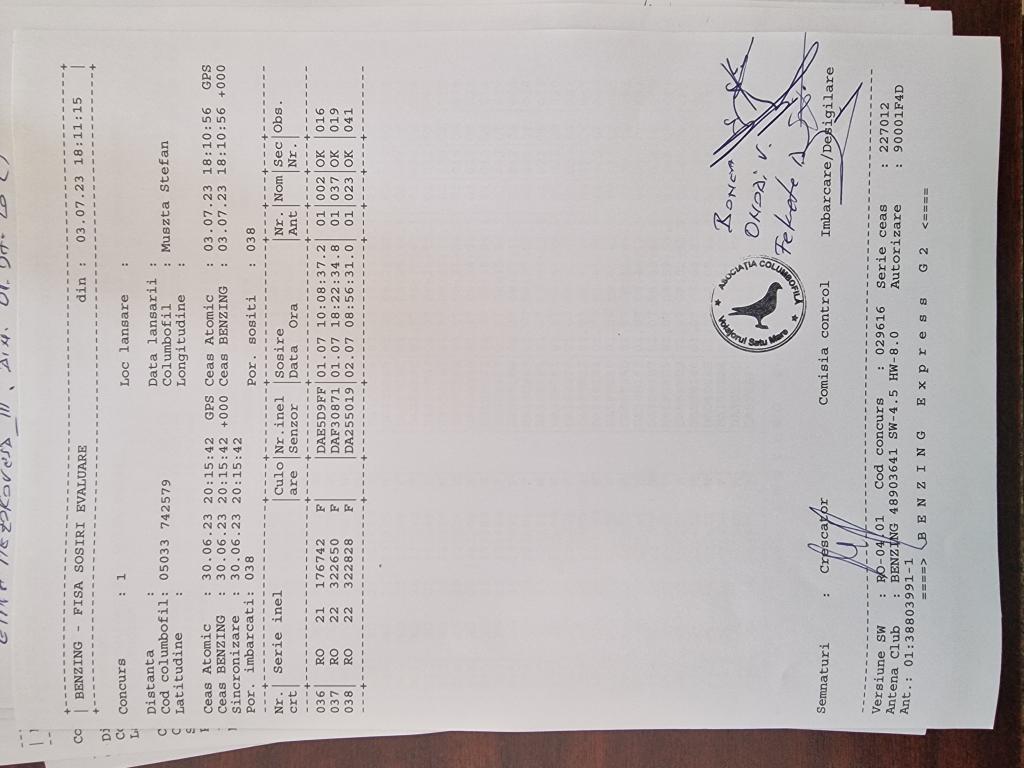 BENZING - FISA SOSIRI EVALUARE din : 03.07.23 18:11:15
Concurs : 1 Loc lansare :
Distanta : Data lansarii :
Cod columbofil: 05033 742579 Columbofil : Muszta Stefan
Latitudine : Longitudine :
Ceas Atomic : 30.06.23 20:15:42 GPS Ceas Atomic : 03.07.23 18:10:56 GPS
Ceas BENZING : 30.06.23 20:15:42 +000 Ceas BENZING : 03.07.23 18:10:56 +000
Sincronizare : 30.06.23 20:15:42
Por. imbarcati: 038 Por. sositi : 038
Nr.| Serie inel |Culo|Nr inel |Sosire |Nr.|Nom|Sec|Obs.
crt| |are |Senzor |Data Ora |Ant| |Nr.|
036| RO 21 176742 F | |DAE5D9FF|01.07 10:08:37.2| 01|002|OK |016
037| RO 22 322650 F | |DAF30871|01.07 18:22:34.8| 01|037|OK |019
038| RO 22 322828 F | |DA255019|02.07 08:56:31.0| 01|023|OK |041
ASOCIAȚIA COLUMBOFILĂ
Voiajorul Satu Mare
Bonea
Ondai V.
Fekete
Semnaturi : Crescator Comisia control Imbarcare/Desigilare
Versiune SW : RO-04/01 Cod concurs : 029616 Serie ceas : 227012
Antena Club : BENZING 48903641 SW-4.5 HW-8.0 Autorizare : 90001F4D
Ant.: 01:38803991-1
====> B E N Z I N G E x p r e s s G 2 <====